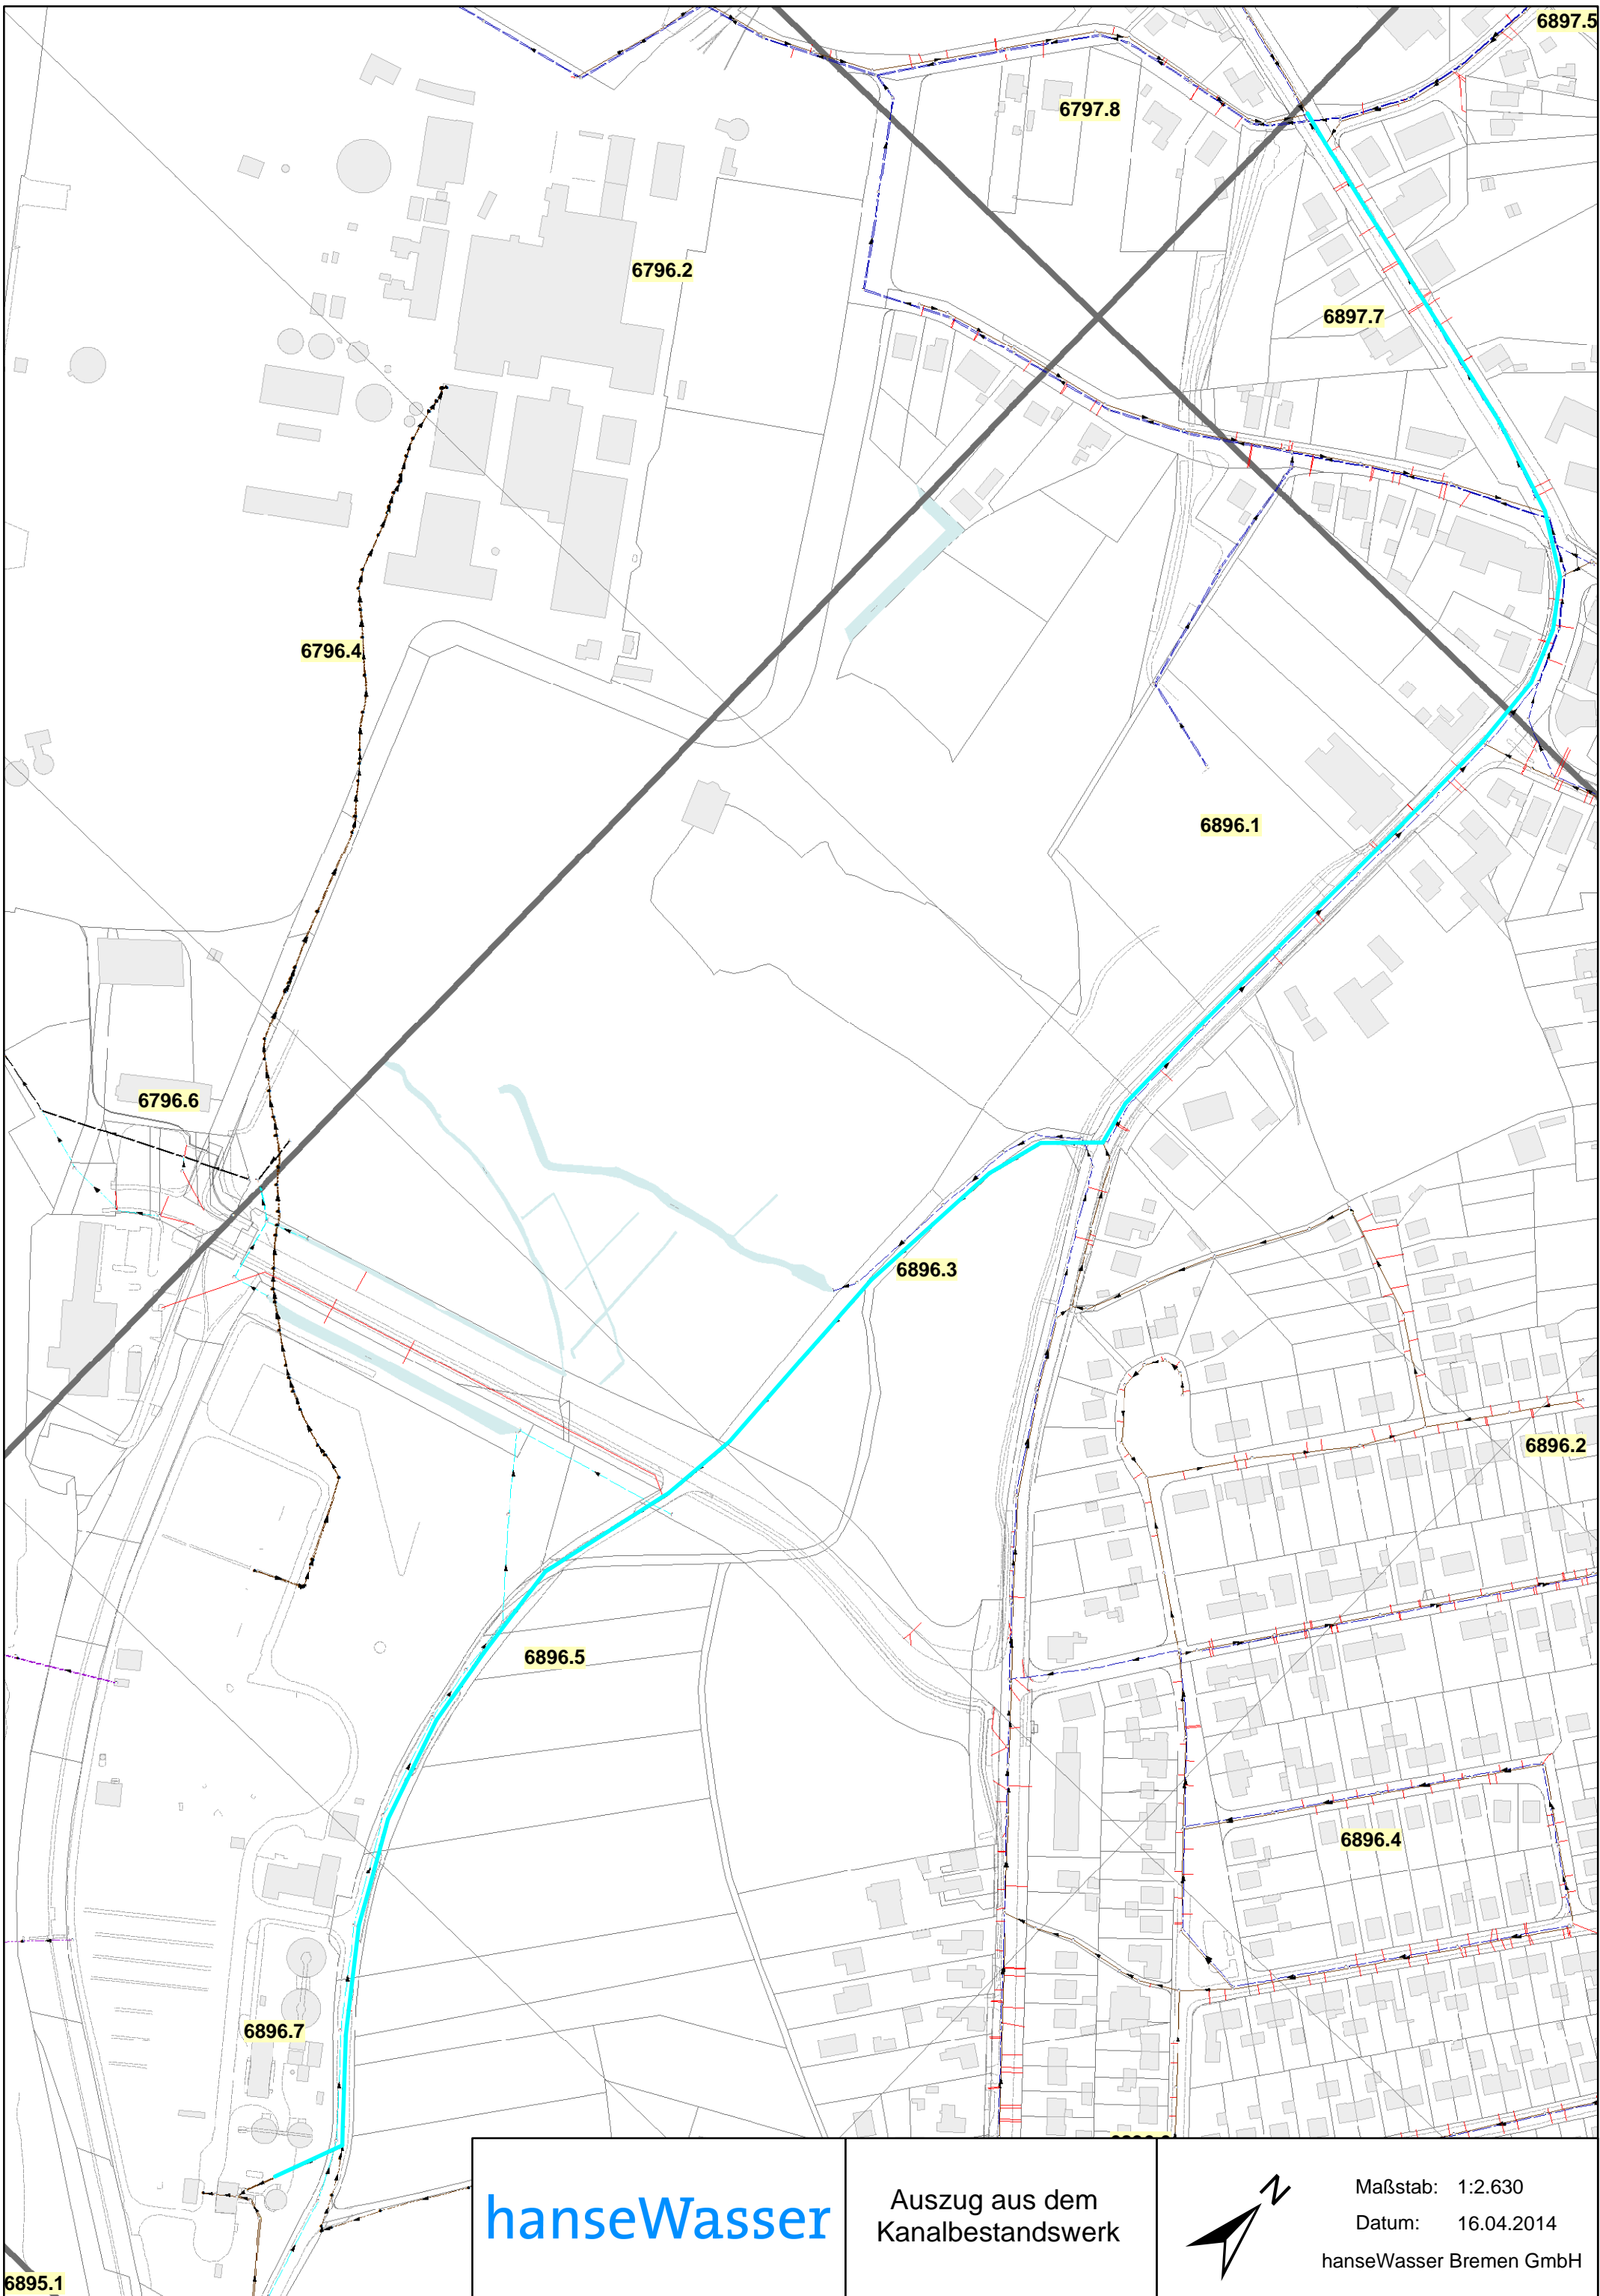 6897.5
6797.8
6796.2
6897.7
6796.4
6896.1
6796.6
6896.3
6896.2
6896.5
6896.4
6896.7
6895.1
hanseWasser
Auszug aus dem
Kanalbestandswerk
N
Maßstab: 1:2.630
Datum: 16.04.2014
hanseWasser Bremen GmbH